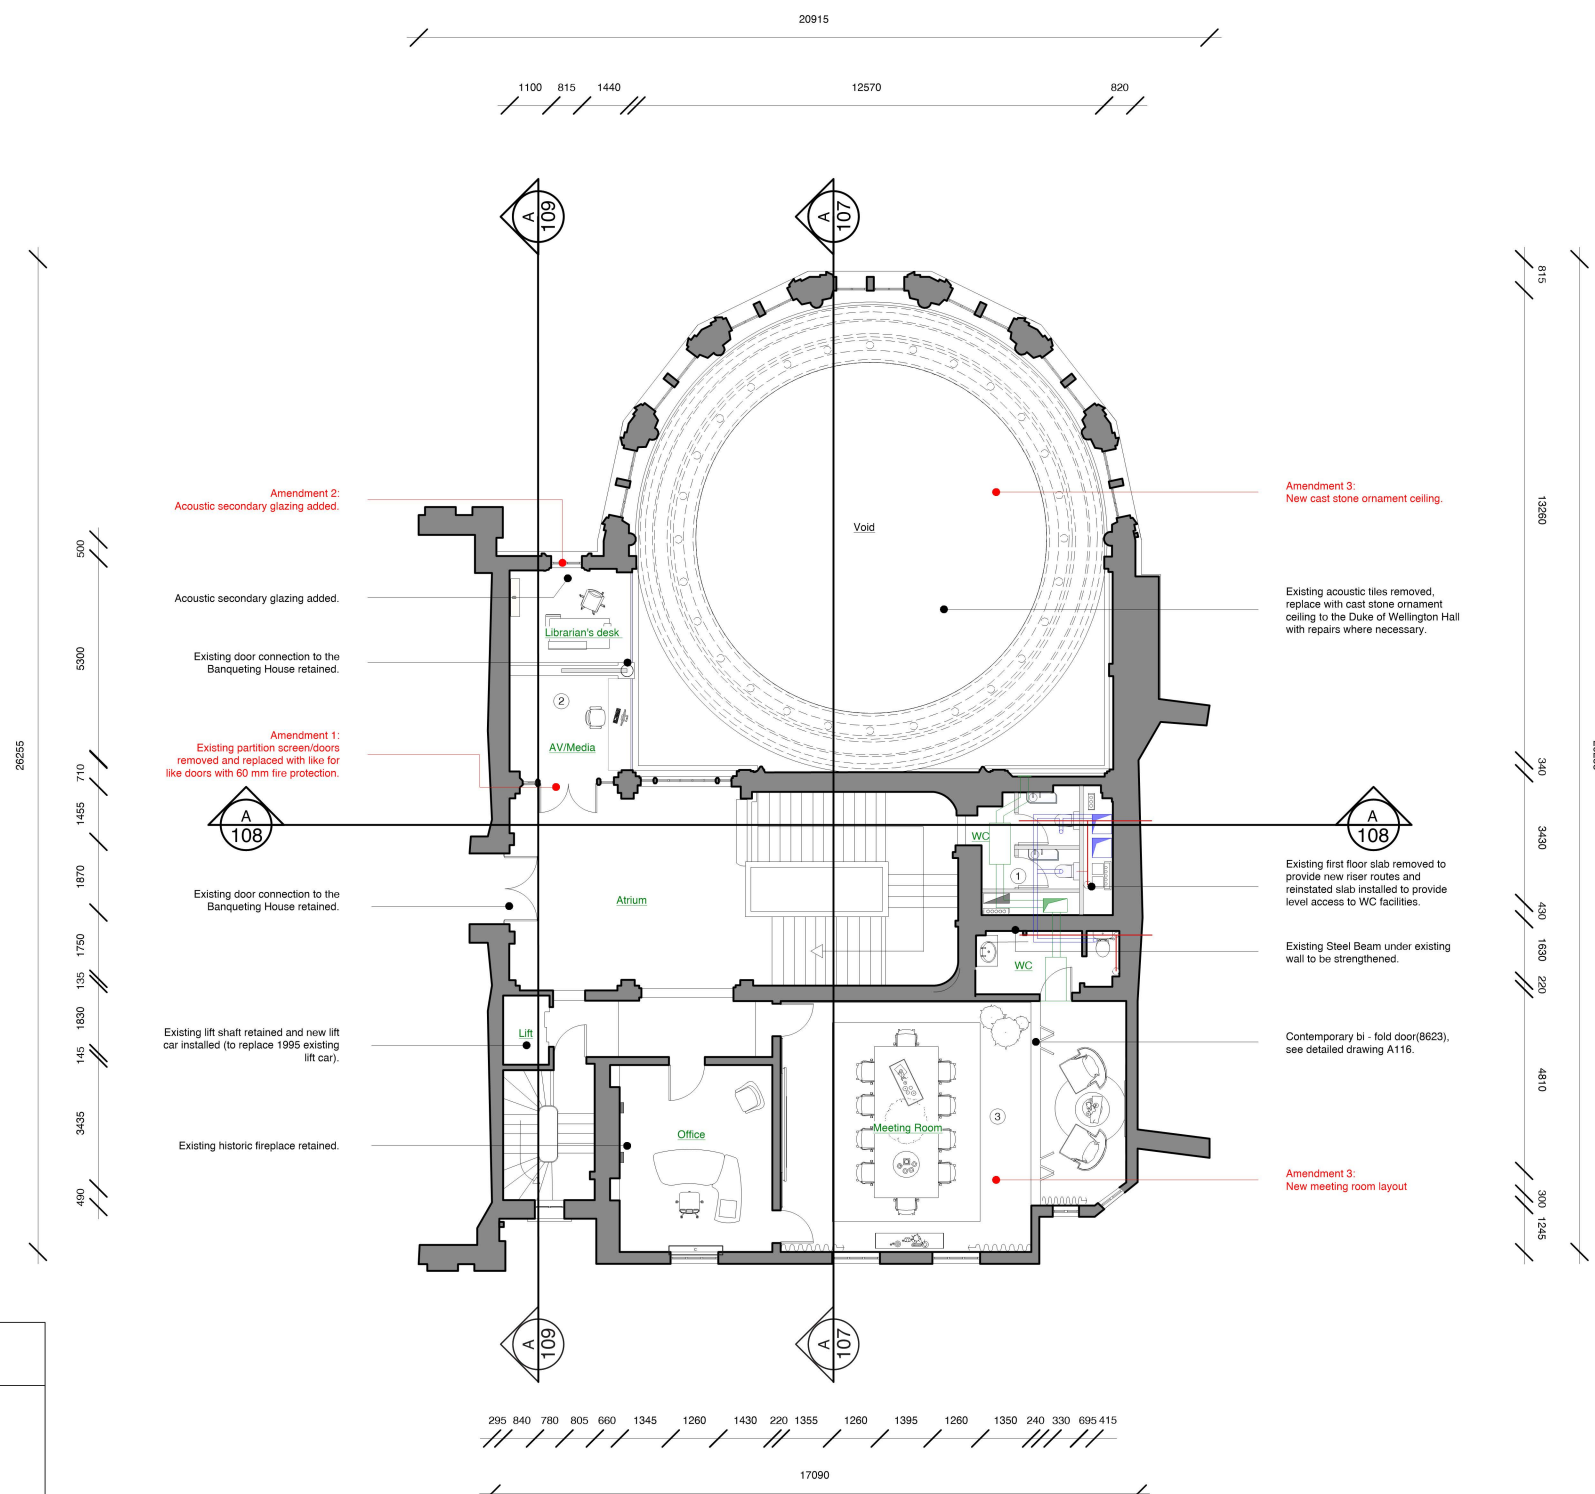 20915
1100 815 1440 12570 820
A 109
A 107
815
13260
340
3430
430
1630
220
4810
300
1245
26255
500
5300
710
1455
1870
1750
135
1830
145
3435
490
Amendment 2:
Acoustic secondary glazing added.
Acoustic secondary glazing added.
Existing door connection to the
Banqueting House retained.
Amendment 1:
Existing partition screen/doors
removed and replaced with like for
like doors with 60 mm fire protection.
A 108
Existing door connection to the
Banqueting House retained.
Existing lift shaft retained and new lift
car installed (to replace 1995 existing
lift car).
Existing historic fireplace retained.
Void
Librarian's desk
2
AV/Media
Atrium
WC
1
WC
Lift
Office
Meeting Room
3
Amendment 3:
New cast stone ornament ceiling.
Existing acoustic tiles removed,
replace with cast stone ornament
ceiling to the Duke of Wellington Hall
with repairs where necessary.
A 108
Existing first floor slab removed to
provide new riser routes and
reinstated slab installed to provide
level access to WC facilities.
Existing Steel Beam under existing
wall to be strengthened.
Contemporary bi - fold door(8623),
see detailed drawing A116.
Amendment 3:
New meeting room layout
A 109
A 107
295 840 780 805 660 1345 1260 1430 220 1355 1260 1395 1260 1350 240 330 695 415
17090